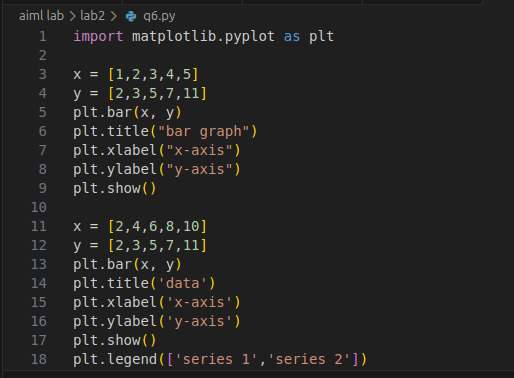 aiml lab > lab2 > q6.py
1 import matplotlib.pyplot as plt
2
3 x = [1,2,3,4,5]
4 y = [2,3,5,7,11]
5 plt.bar(x, y)
6 plt.title("bar graph")
7 plt.xlabel("x-axis")
8 plt.ylabel("y-axis")
9 plt.show()
10
11 x = [2,4,6,8,10]
12 y = [2,3,5,7,11]
13 plt.bar(x, y)
14 plt.title('data')
15 plt.xlabel('x-axis')
16 plt.ylabel('y-axis')
17 plt.show()
18 plt.legend(['series 1','series 2'])